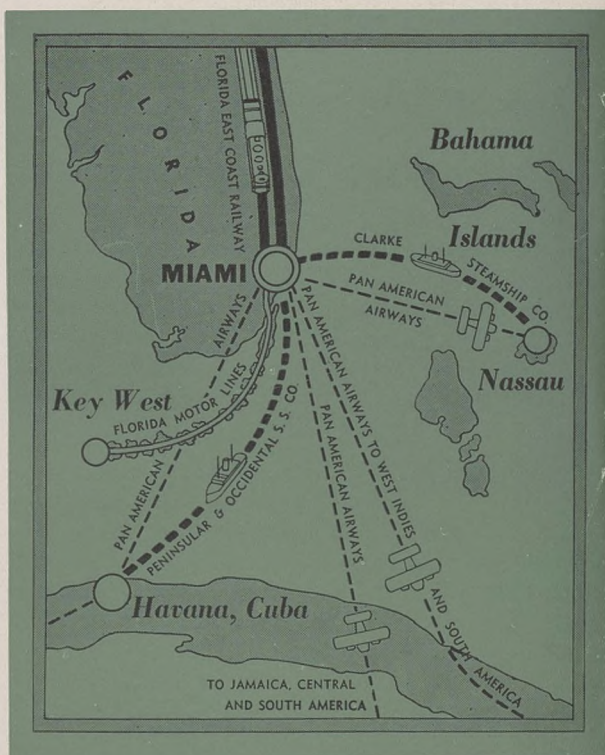 FLORIDA
FLORIDA EAST COAST RAILWAY
Bahama
Islands
MIAMI
CLARKE STEAMSHIP CO
PAN AMERICAN
AIRWAYS
Nassau
Key West
FLORIDA MOTOR LINES
PAN AMERICAN AIRWAYS
PENINSULAR & OCCIDENTAL S. S. CO.
PAN AMERICAN AIRWAYS
PAN AMERICAN AIRWAYS TO WEST INDIES AND SOUTH AMERICA
Havana, Cuba
TO JAMAICA, CENTRAL
AND SOUTH AMERICA